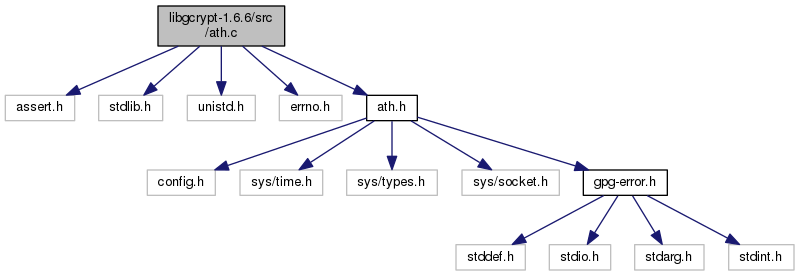 libgcrypt-1.6.6/src
/ath.c
assert.h
stdlib.h
unistd.h
errno.h
ath.h
config.h
sys/time.h
sys/types.h
sys/socket.h
gpg-error.h
stddef.h
stdio.h
stdarg.h
stdint.h